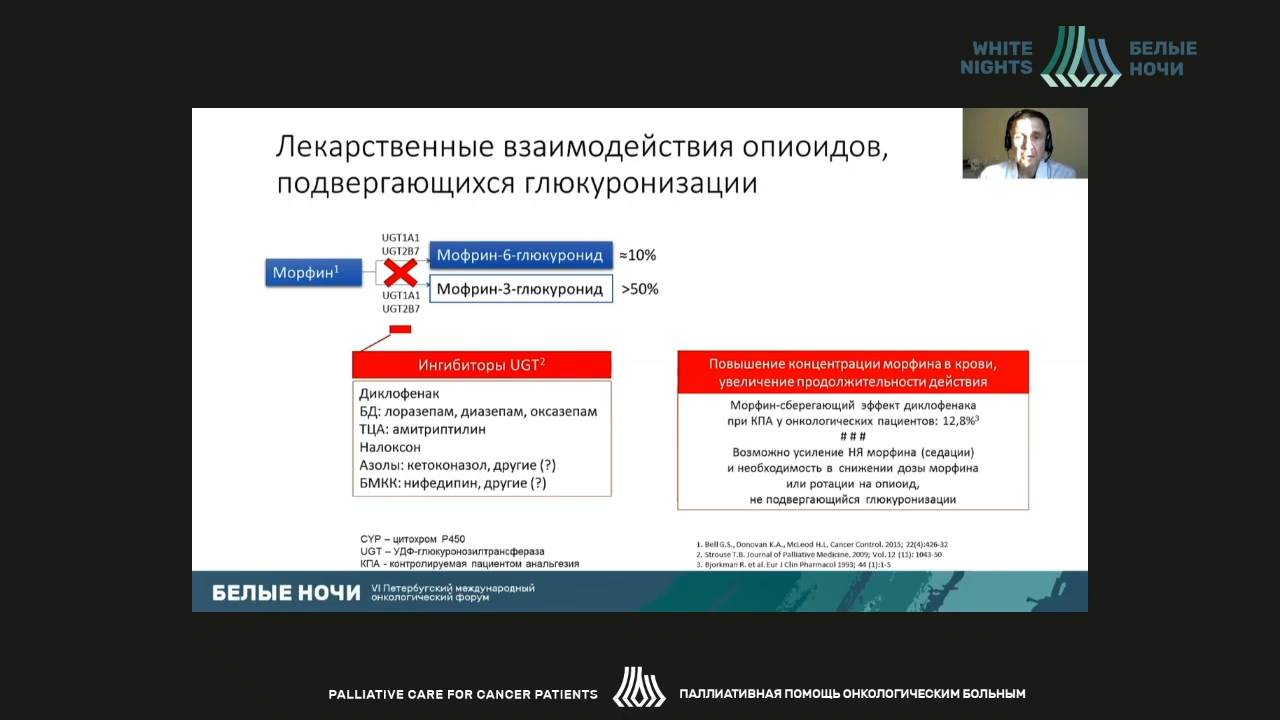 WHITE
NIGHTS
БЕЛЫЕ
НОЧИ
Лекарственные взаимодействия опиоидов,
подвергающихся глюкуронизации
UGT1A1
UGT2B7
Морфин¹
Мофрин-6-глюкуронид
≈10%
Мофрин-3-глюкуронид
>50%
UGT1A1
UGT2B7
Ингибиторы UGT²
Диклофенак
БД: лоразепам, диазепам, оксазепам
ТЦА: амитриптилин
Налоксон
Азолы: кетоконазол, другие (?)
БМКК: нифедипин, другие (?)
Повышение концентрации морфина в крови,
увеличение продолжительности действия
Морфин-сберегающий эффект диклофенака
при КПА у онкологических пациентов: 12,8%³
# # #
Возможно усиление НЯ морфина (седации)
и необходимость в снижении дозы морфина
или ротации на опиоид,
не подвергающийся глюкуронизации
CYP – цитохром P450
UGT – УДФ-глюкуронозилтрансфераза
КПА - контролируемая пациентом анальгезия
1. Bell G.S., Donovan K.A., McLeod H.L. Cancer Control. 2015; 22(4):426-32
2. Strouse T.B. Journal of Palliative Medicine. 2009; Vol. 12 (11): 1043-50
3. Bjorkman R. et al. Eur J Clin Pharmacol 1993; 44 (1):1-5
БЕЛЫЕ НОЧИ
VI Петербугский международный
онкологический форум
PALLIATIVE CARE FOR CANCER PATIENTS
ПАЛЛИАТИВНАЯ ПОМОЩЬ ОНКОЛОГИЧЕСКИМ БОЛЬНЫМ